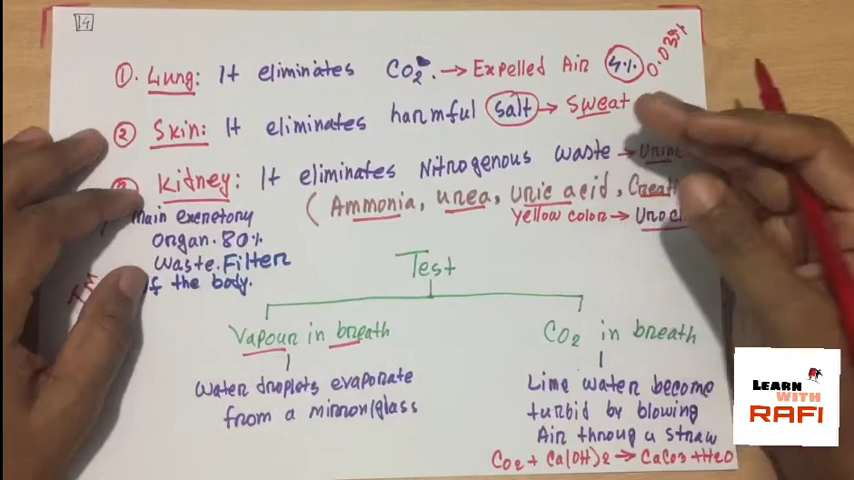 14
①. Lung: It eliminates CO2. → Expelled Air 4% 0.03%
② Skin: It eliminates harmful salt → Sweat
Kidney: It eliminates Nitrogenous waste →
(Ammonia, urea, uric acid,
Yellow color →
Main excretory
Organ. 80%
waste. Filter
of the body.
Test
Vapour in breath
Water droplets evaporate
from a mirror/glass
CO2 in breath
Lime water become
turbid by blowing
Air throug a straw
CO2 + Ca(OH)2 → CaCO3 + H2O
LEARN
WITH
RAFI